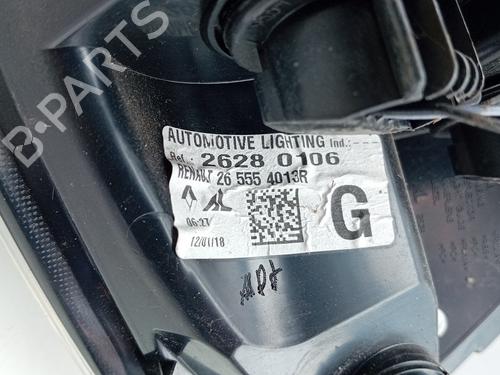 AUTOMOTIVE LIGHTING Ind.: ---
Ref.: 2628 0106
RENAULT 26 555 4013R
G
06:27
12/01/18
B-PARTS